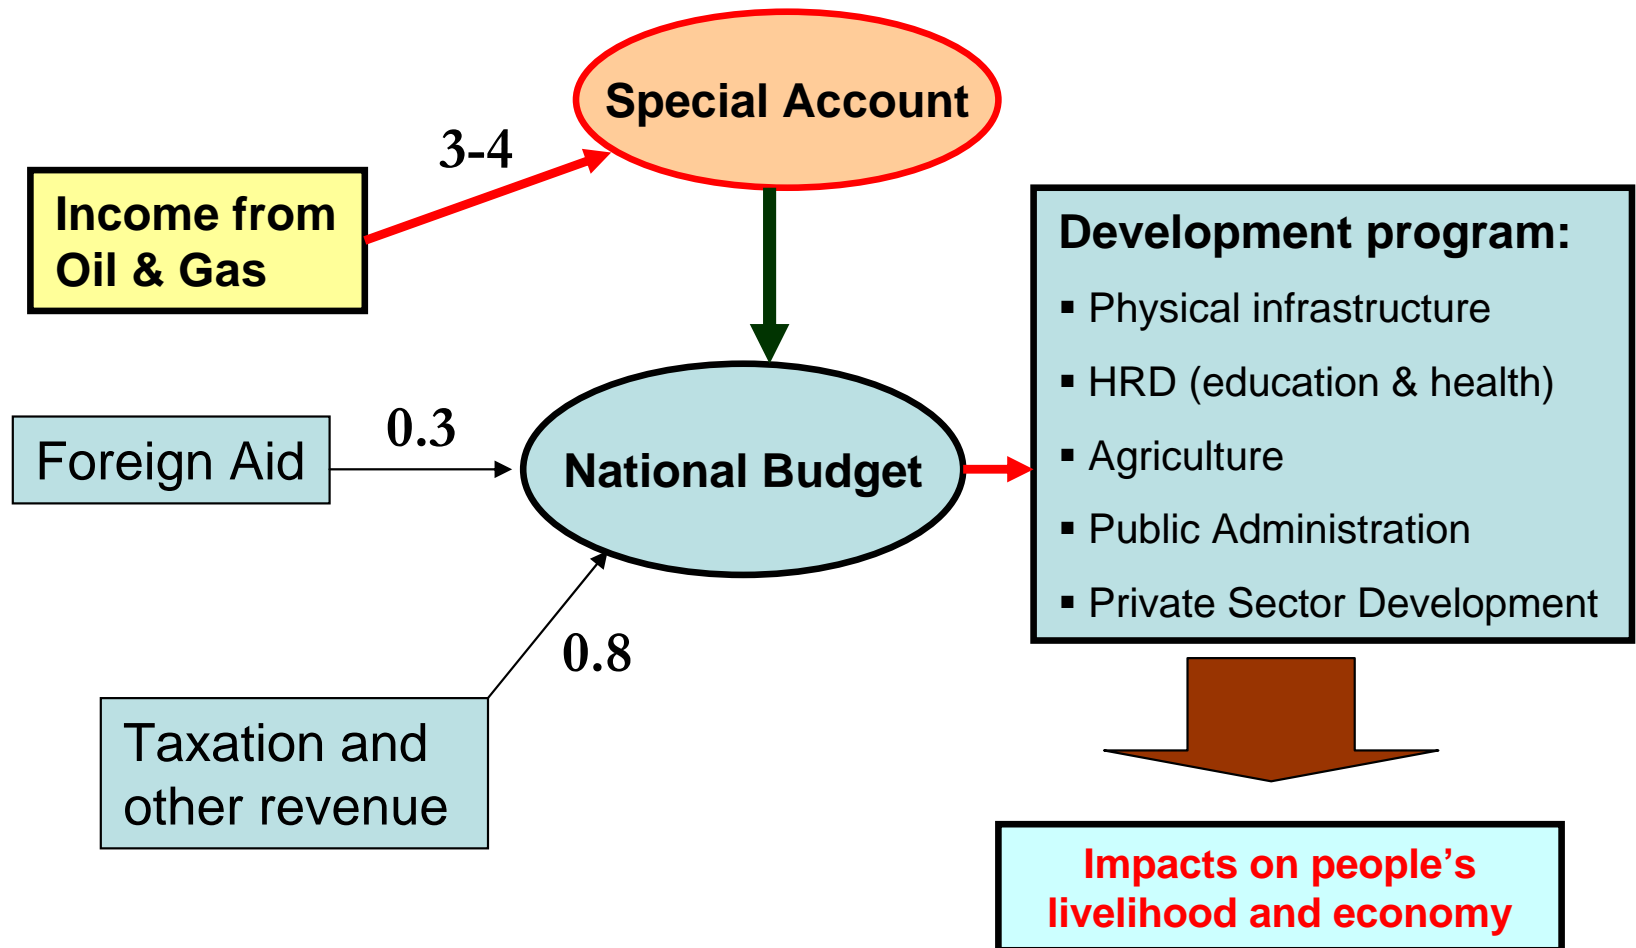 Special Account
3-4
Income from
Oil & Gas
Development program:
▪ Physical infrastructure
▪ HRD (education & health)
▪ Agriculture
▪ Public Administration
▪ Private Sector Development
Foreign Aid
0.3
National Budget
0.8
Taxation and
other revenue
Impacts on people’s
livelihood and economy